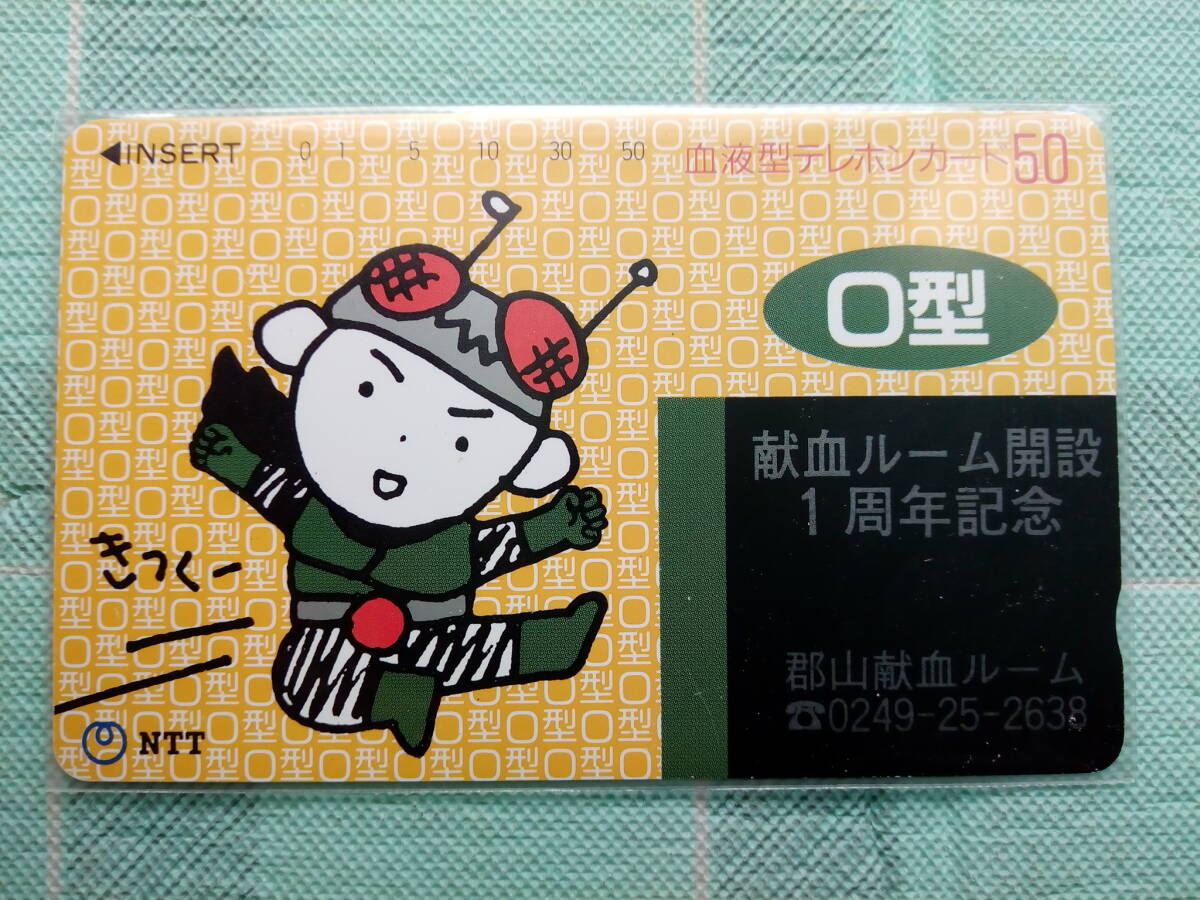 ◀INSERT 0 1 5 10 30 50 血液型テレホンカード50
O型
献血ルーム開設
1周年記念
きっくー
郡山献血ルーム
☎0249-25-2638
NTT